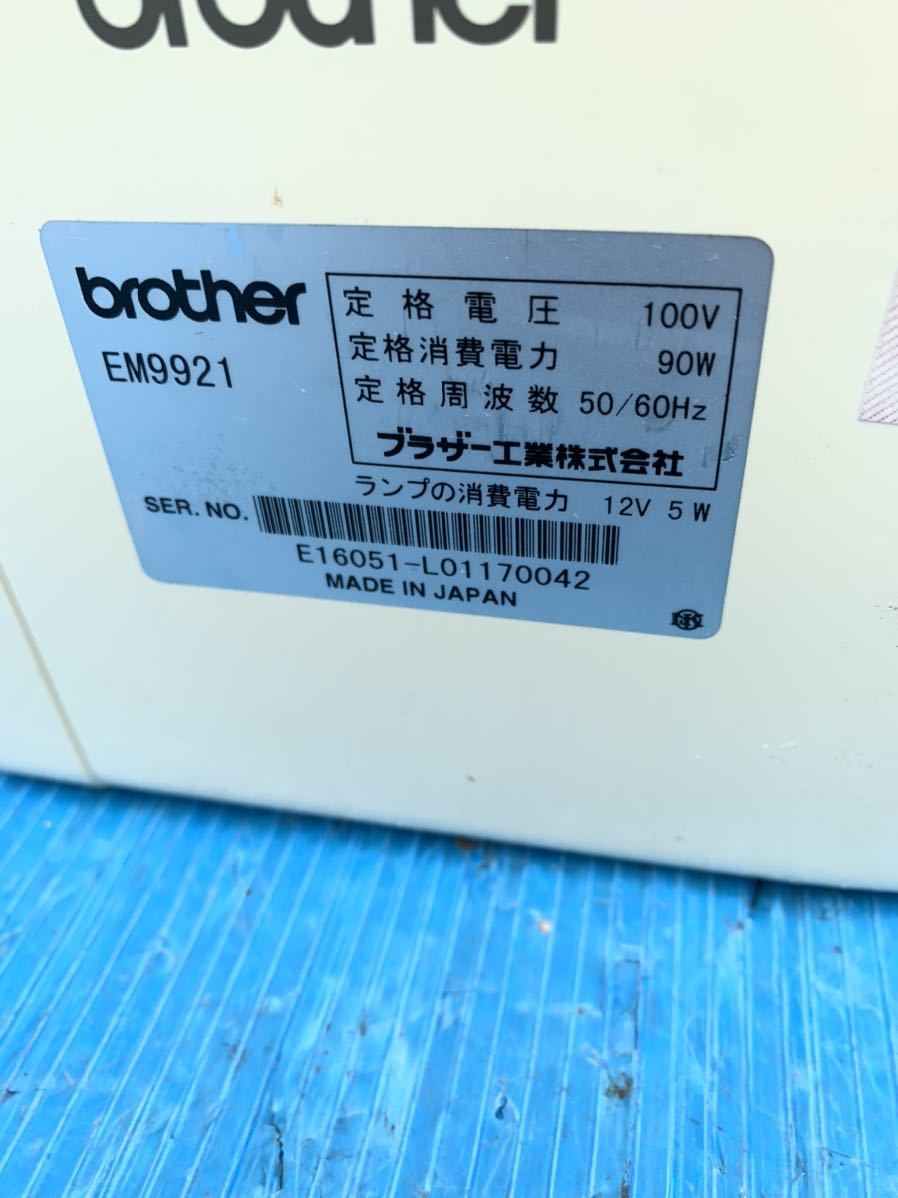 brother
brother
EM9921
定格電圧 100V
定格消費電力 90W
定格周波数 50/60Hz
ブラザー工業株式会社
ランプの消費電力 12V 5W
SER. NO.
E16051-L01170042
MADE IN JAPAN